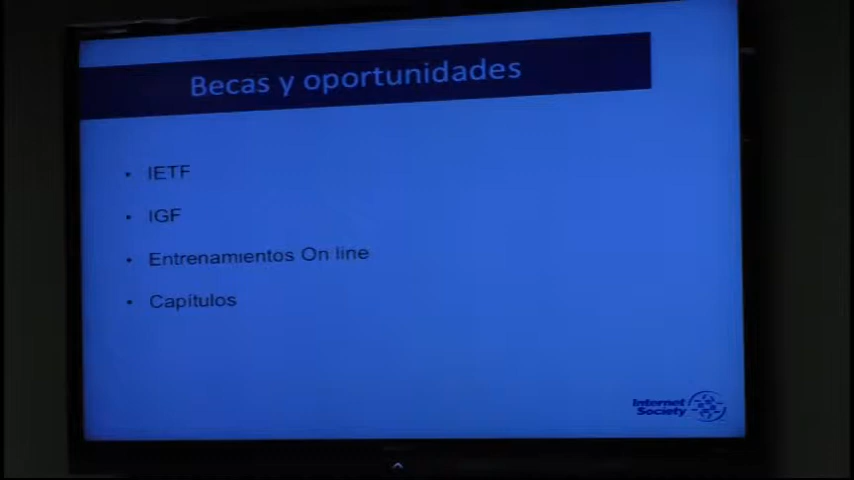 Becas y oportunidades
• IETF
• IGF
• Entrenamientos On line
• Capítulos
Internet
Society